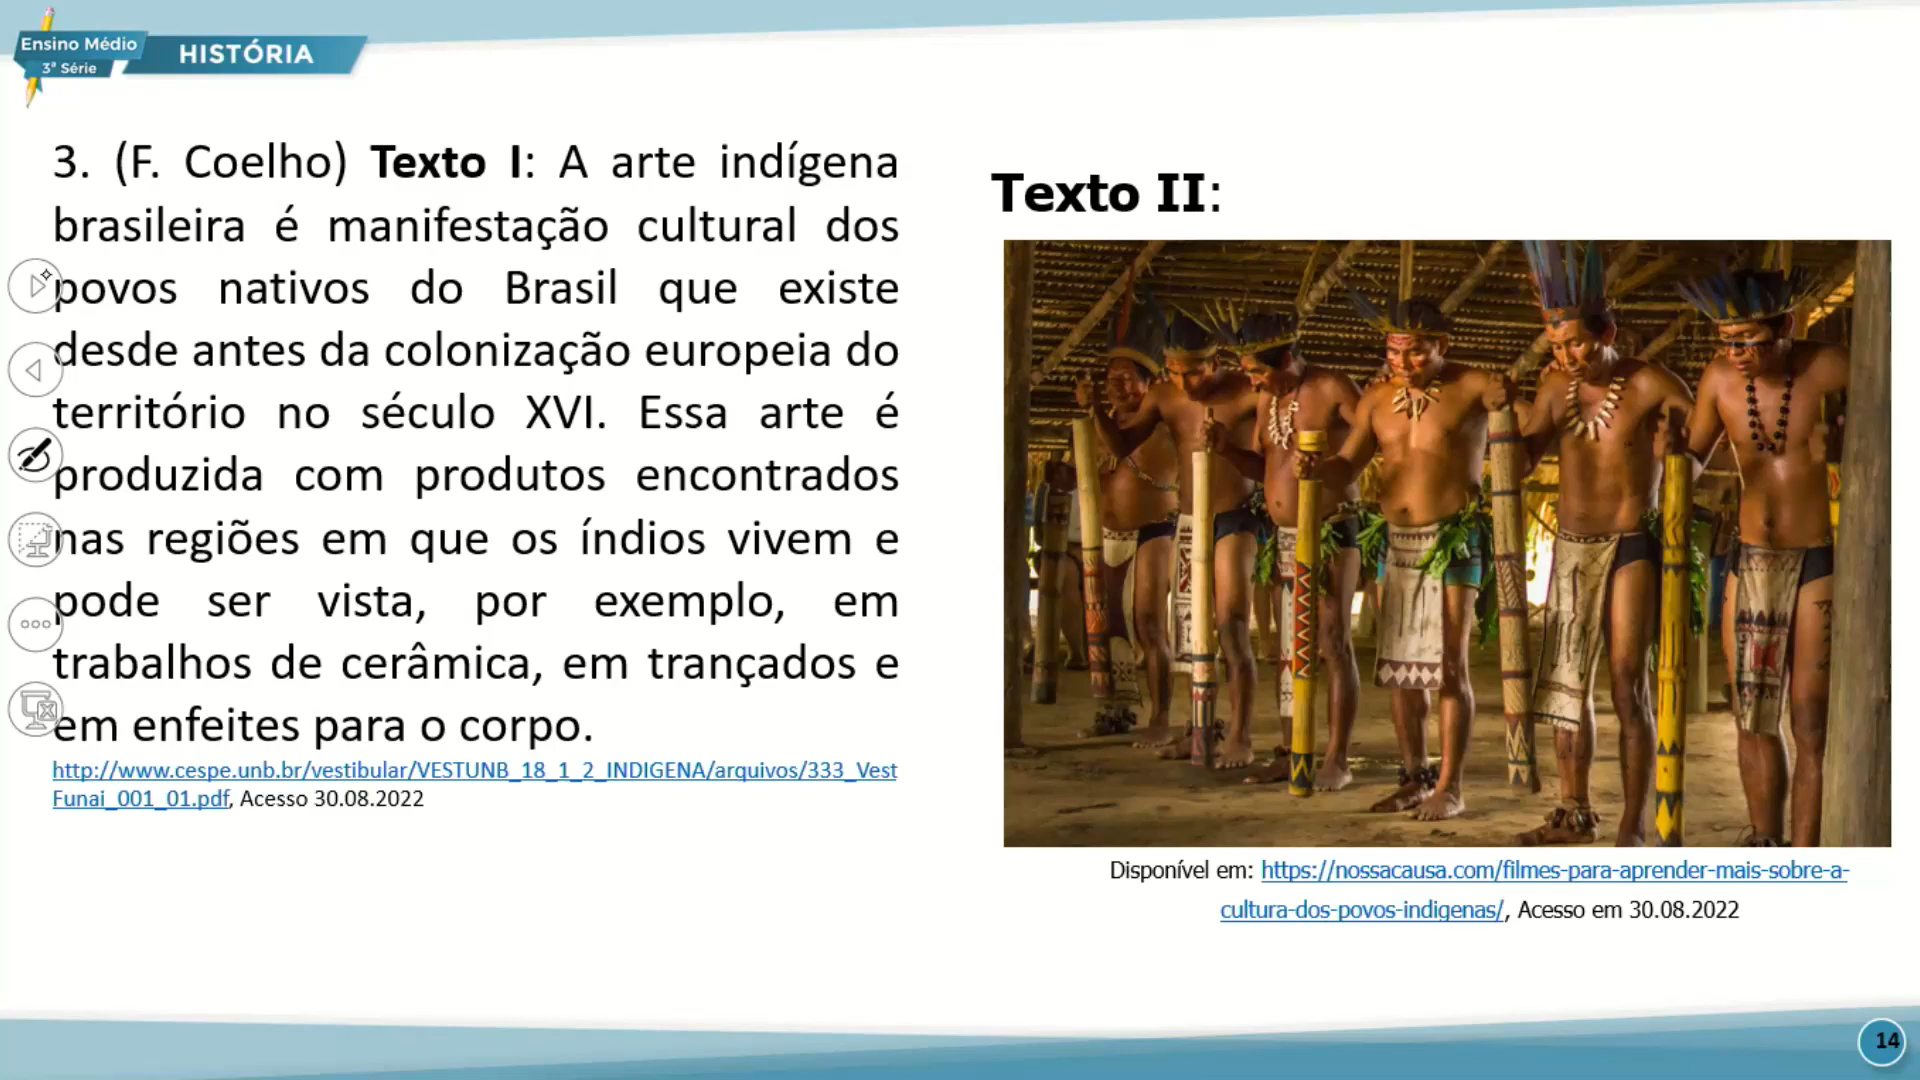 Ensino Médio
3ª Série
HISTÓRIA
3. (F. Coelho) Texto I: A arte indígena
brasileira é manifestação cultural dos
povos nativos do Brasil que existe
desde antes da colonização europeia do
território no século XVI. Essa arte é
produzida com produtos encontrados
nas regiões em que os índios vivem e
pode ser vista, por exemplo, em
trabalhos de cerâmica, em trançados e
em enfeites para o corpo.
http://www.cespe.unb.br/vestibular/VESTUNB_18_1_2_INDIGENA/arquivos/333_Vest
Funai_001_01.pdf, Acesso 30.08.2022
Texto II:
Disponível em: https://nossacausa.com/filmes-para-aprender-mais-sobre-a-
cultura-dos-povos-indigenas/, Acesso em 30.08.2022
14